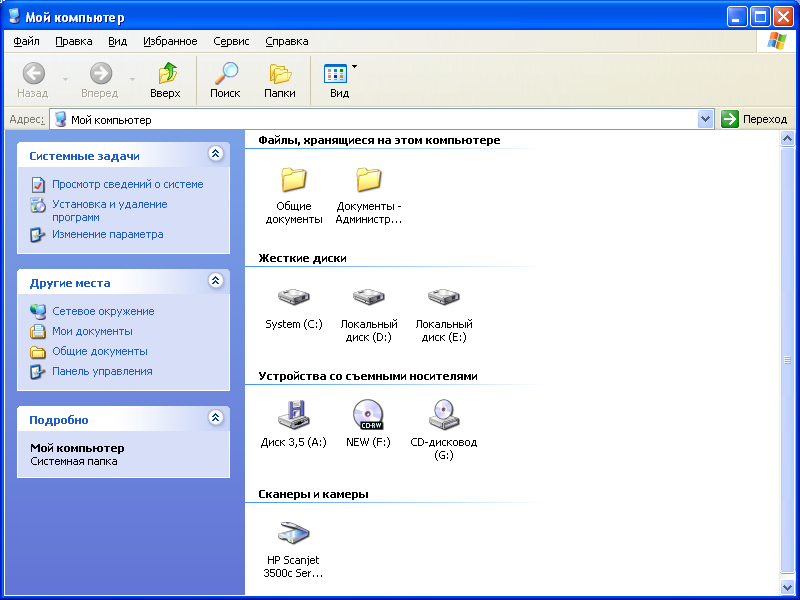 Мой компьютер
Файл Правка Вид Избранное Сервис Справка
Назад Вперед Вверх Поиск Папки Вид
Адрес: Мой компьютер Переход
Системные задачи
Просмотр сведений о системе
Установка и удаление
программ
Изменение параметра
Другие места
Сетевое окружение
Мои документы
Общие документы
Панель управления
Подробно
Мой компьютер
Системная папка
Файлы, хранящиеся на этом компьютере
Общие
документы
Документы -
Администр...
Жесткие диски
System (C:)
Локальный
диск (D:)
Локальный
диск (E:)
Устройства со съемными носителями
Диск 3,5 (A:)
CD-RW
NEW (F:)
CD-дисковод
(G:)
Сканеры и камеры
HP Scanjet
3500c Ser...